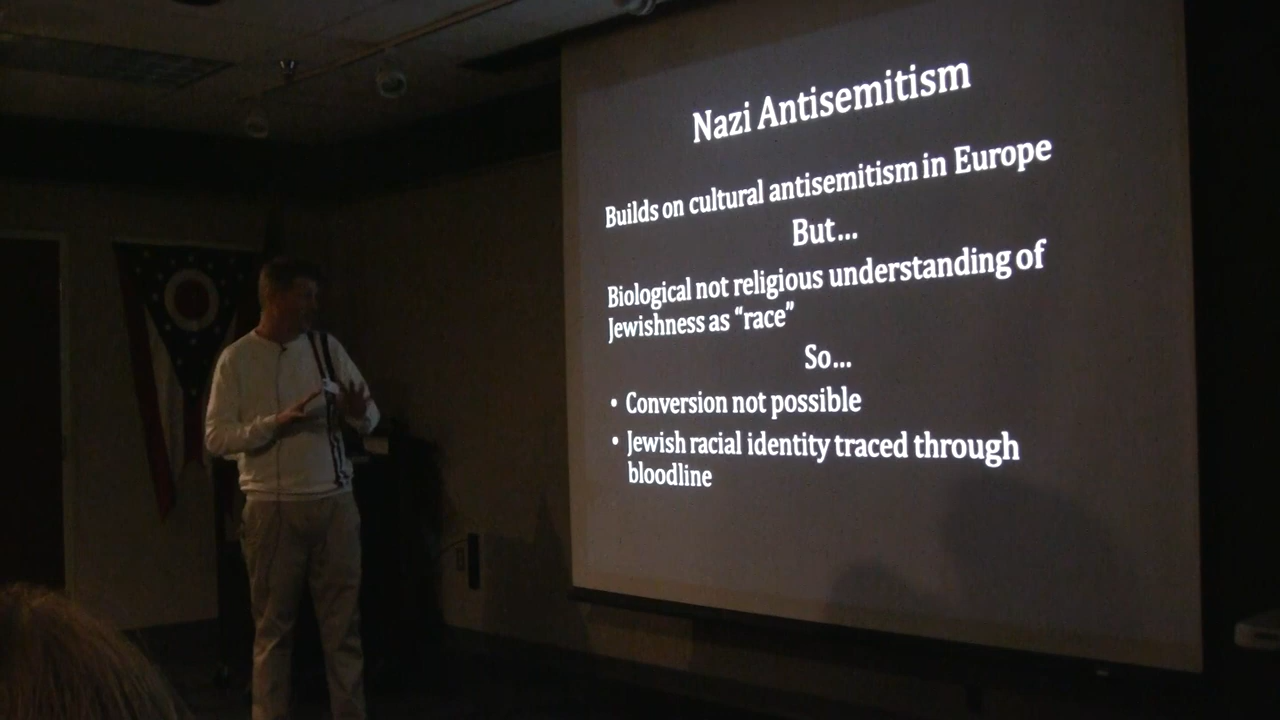 Nazi Antisemitism
Builds on cultural antisemitism in Europe
But...
Biological not religious understanding of
Jewishness as “race”
So...
• Conversion not possible
• Jewish racial identity traced through
bloodline